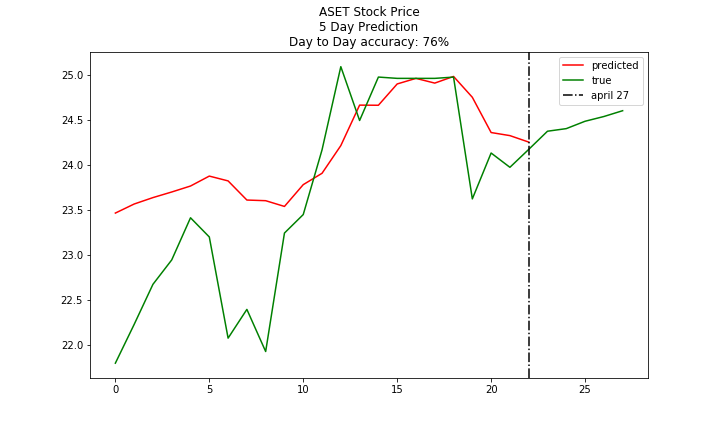 ASET Stock Price
5 Day Prediction
Day to Day accuracy: 76%
predicted
true
april 27
25.0
24.5
24.0
23.5
23.0
22.5
22.0
0 5 10 15 20 25